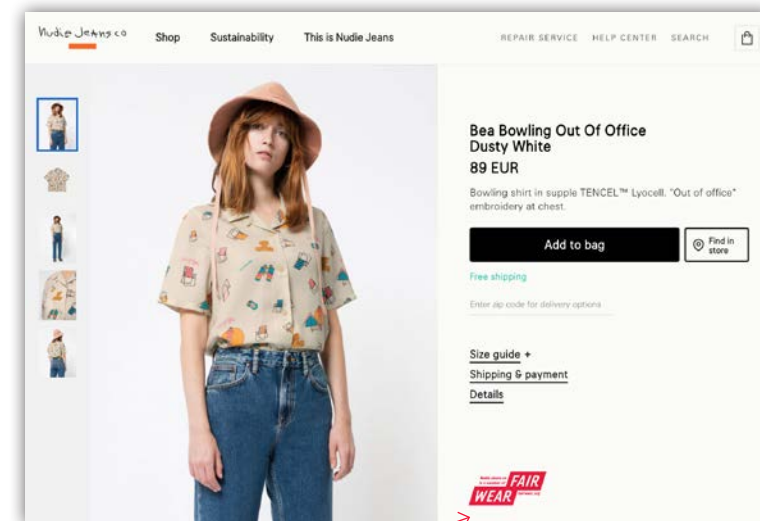 Nudie Jeans co
Shop
Sustainability
This is Nudie Jeans
REPAIR SERVICE
HELP CENTER
SEARCH
Bea Bowling Out Of Office
Dusty White
89 EUR
Bowling shirt in supple TENCEL™ Lyocell. "Out of office"
embroidery at chest.
Add to bag
Find in
store
Free shipping
Enter zip code for delivery options
Size guide +
Shipping & payment
Details
FAIR
WEAR